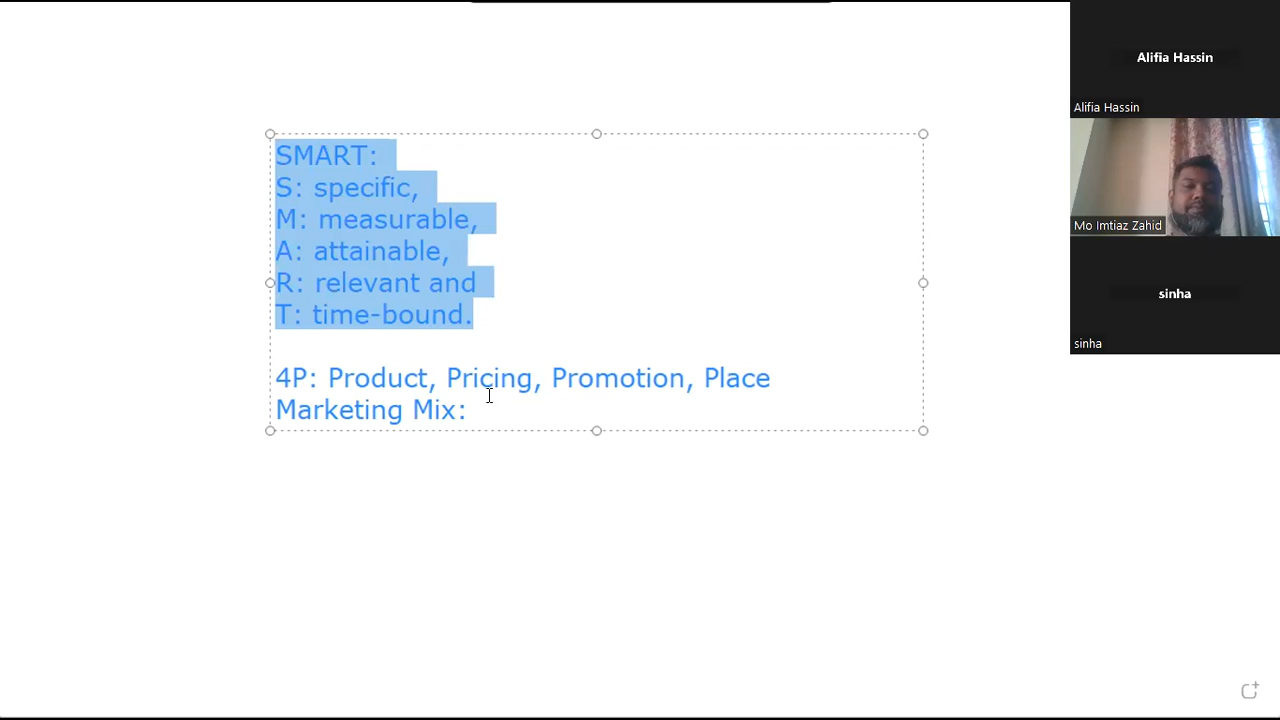 SMART:
S: specific,
M: measurable,
A: attainable,
R: relevant and
T: time-bound.
4P: Product, Pricing, Promotion, Place
Marketing Mix:
Alifia Hassin
Alifia Hassin
Mo Imtiaz Zahid
sinha
sinha